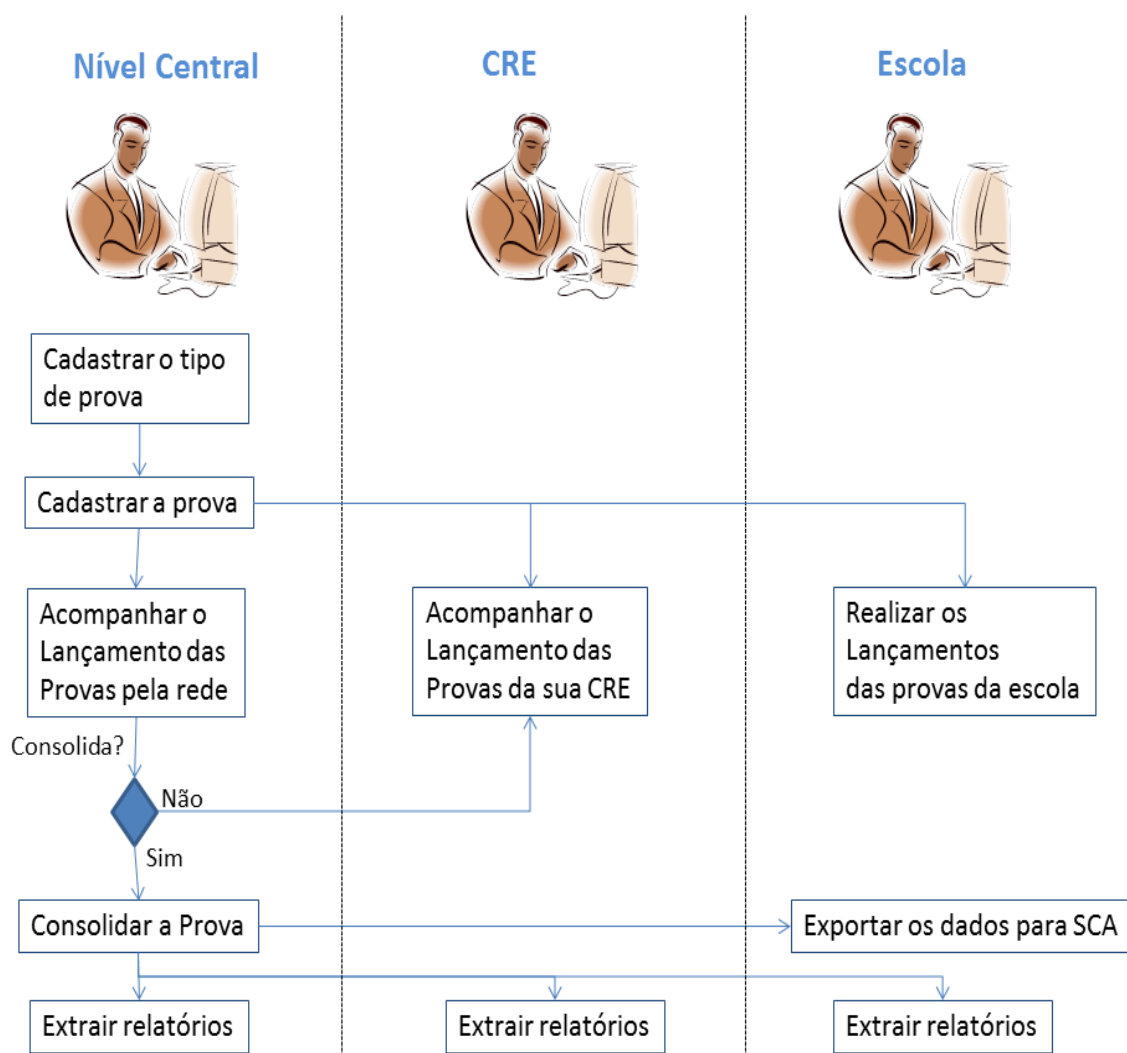 Nível Central
CRE
Escola
Cadastrar o tipo
de prova
Cadastrar a prova
Acompanhar o
Lançamento das
Provas pela rede
Acompanhar o
Lançamento das
Provas da sua CRE
Realizar os
Lançamentos
das provas da escola
Consolida?
Não
Sim
Consolidar a Prova
Exportar os dados para SCA
Extrair relatórios
Extrair relatórios
Extrair relatórios